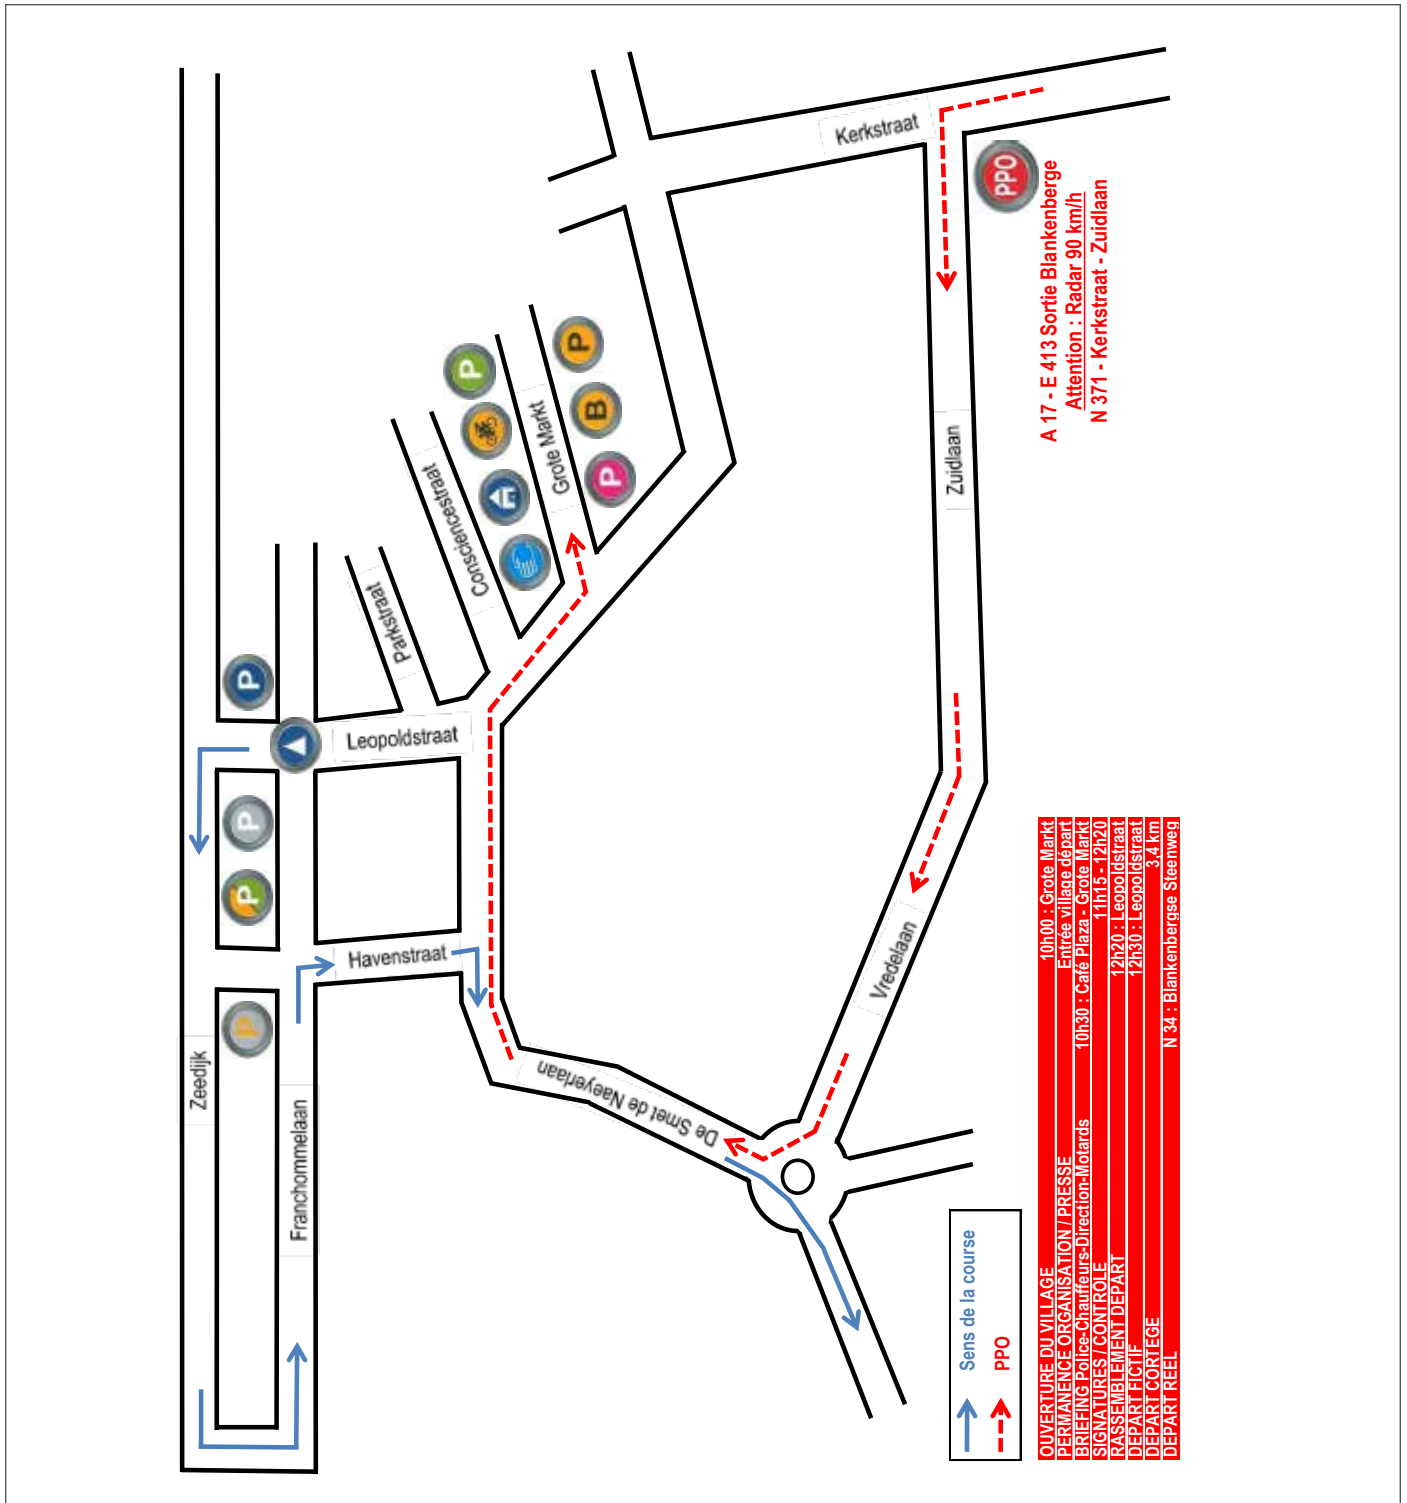 Kerkstraat
PPO
A 17 - E 413 Sortie Blankenberge
Attention : Radar 90 km/h
N 371 - Kerkstraat - Zuidlaan
P
P
B
P
Grote Markt
Consciencestraat
Parkstraat
Zuidlaan
P
Leopoldstraat
P
P
Havenstraat
P
Zeedijk
Franchommelaan
De Smet de Naeyerlaan
Vredelaan
Sens de la course
PPO
OUVERTURE DU VILLAGE 10h00 : Grote Markt
PERMANENCE ORGANISATION / PRESSE Entrée village départ
BRIEFING Police-Chauffeurs-Direction-Motards 10h30 : Café Plaza - Grote Markt
SIGNATURES / CONTROLE 11h15 - 12h20
RASSEMBLEMENT DEPART 12h20 : Leopoldstraat
DEPART FICTIF 12h30 : Leopoldstraat
DEPART CORTEGE 3,4 km
DEPART REEL N 34 : Blankenbergse Steenweg